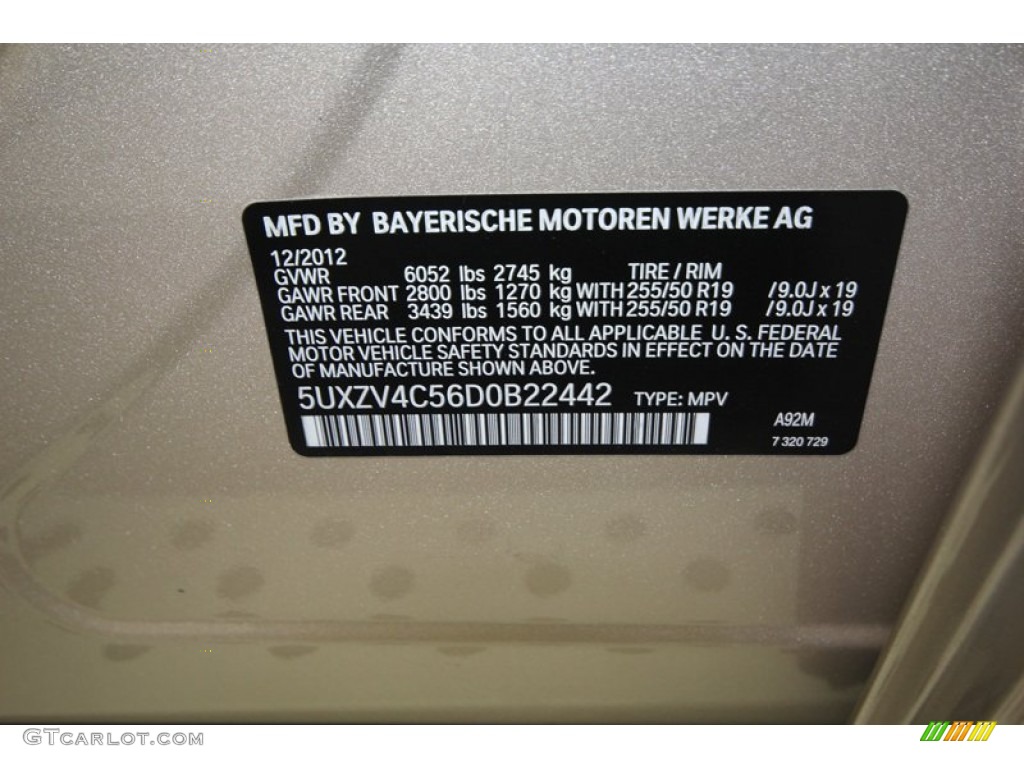 MFD BY BAYERISCHE MOTOREN WERKE AG
12/2012
GVWR 6052 lbs 2745 kg TIRE / RIM
GAWR FRONT 2800 lbs 1270 kg WITH 255/50 R19 /9.0J x 19
GAWR REAR 3439 lbs 1560 kg WITH 255/50 R19 /9.0J x 19
THIS VEHICLE CONFORMS TO ALL APPLICABLE U. S. FEDERAL
MOTOR VEHICLE SAFETY STANDARDS IN EFFECT ON THE DATE
OF MANUFACTURE SHOWN ABOVE.
5UXZV4C56D0B22442 TYPE: MPV
A92M
7 320 729
GTCarLot.com